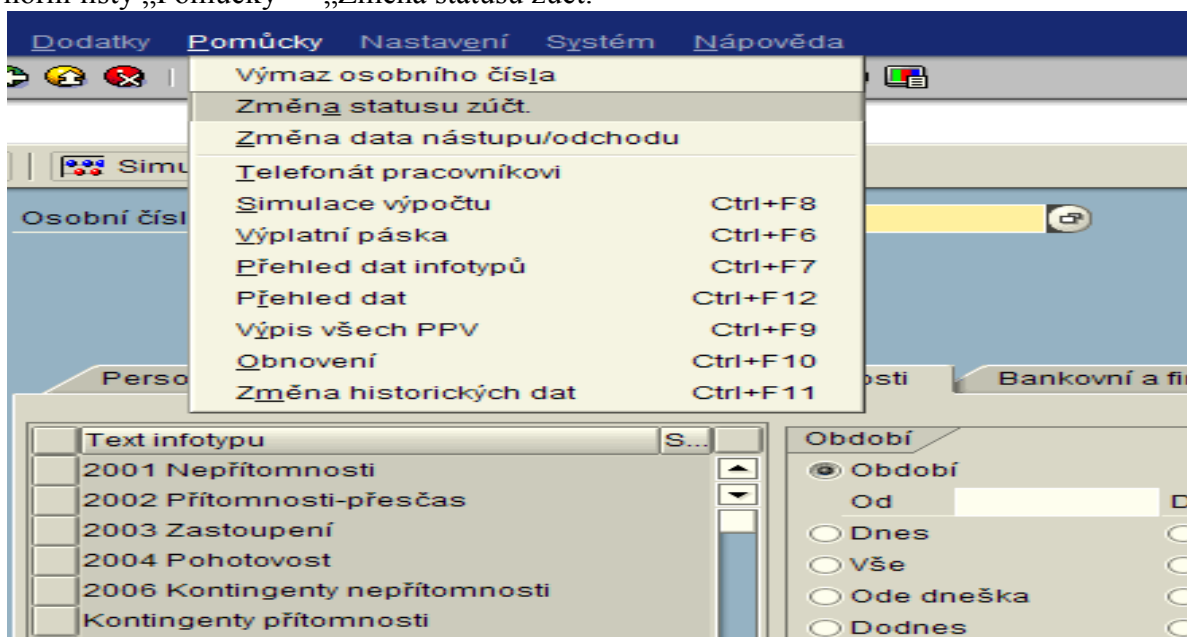 „Pomůcky" „Změna statusu zúčt.
Dodatky Pomůcky Nastavení Systém Nápověda
Výmaz osobního čísla
Změna statusu zúčt.
Změna data nástupu/odchodu
Simu
Telefonát pracovníkovi
Osobní čísl
Simulace výpočtu Ctrl+F8
Výplatní páska Ctrl+F6
Přehled dat infotypů Ctrl+F7
Přehled dat Ctrl+F12
Výpis všech PPV Ctrl+F9
Obnovení Ctrl+F10
Změna historických dat Ctrl+F11
Perso osti Bankovní a fi
Text infotypu S...
2001 Nepřítomnosti
2002 Přítomnosti-přesčas
2003 Zastoupení
2004 Pohotovost
2006 Kontingenty nepřítomnosti
Kontingenty přítomnosti
Období
Období
Od D
Dnes
Vše
Ode dneška
Dodnes